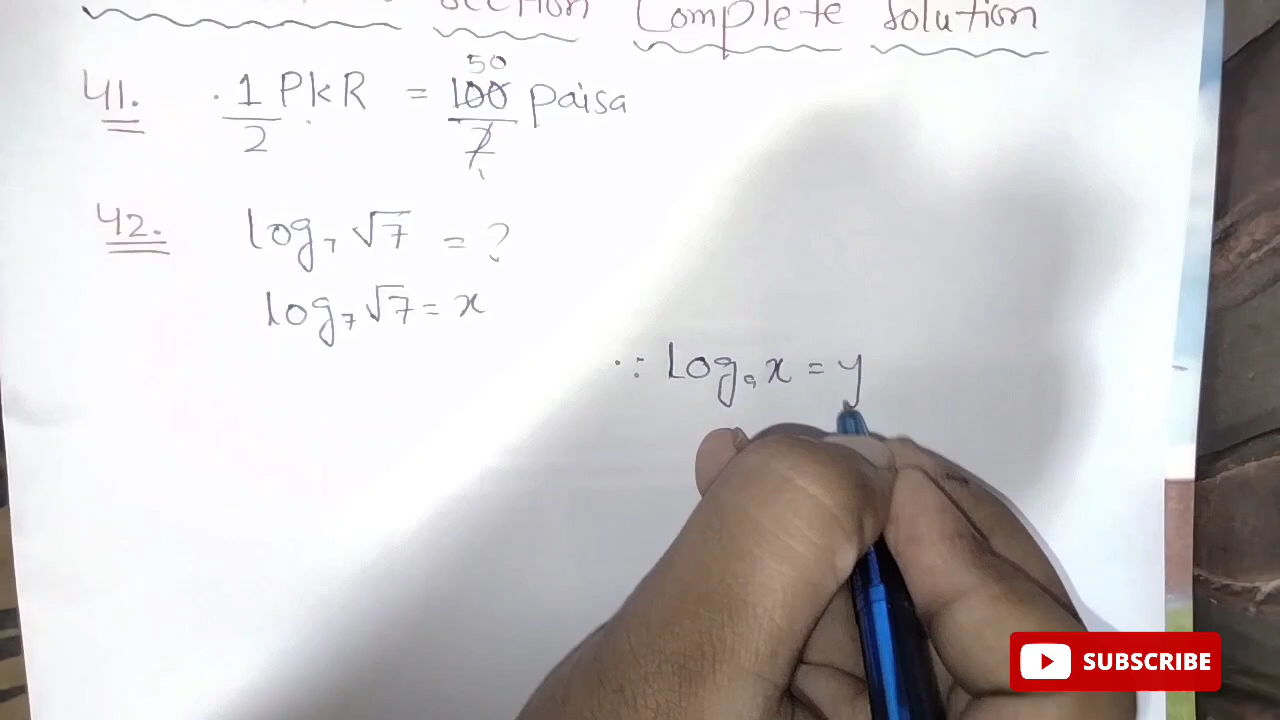 Section Complete Solution
41. 1/2 PkR = 100/2 50 paisa
42. log₇ √7 = ?
log₇ √7 = x
∵ Logₐ x = y
SUBSCRIBE